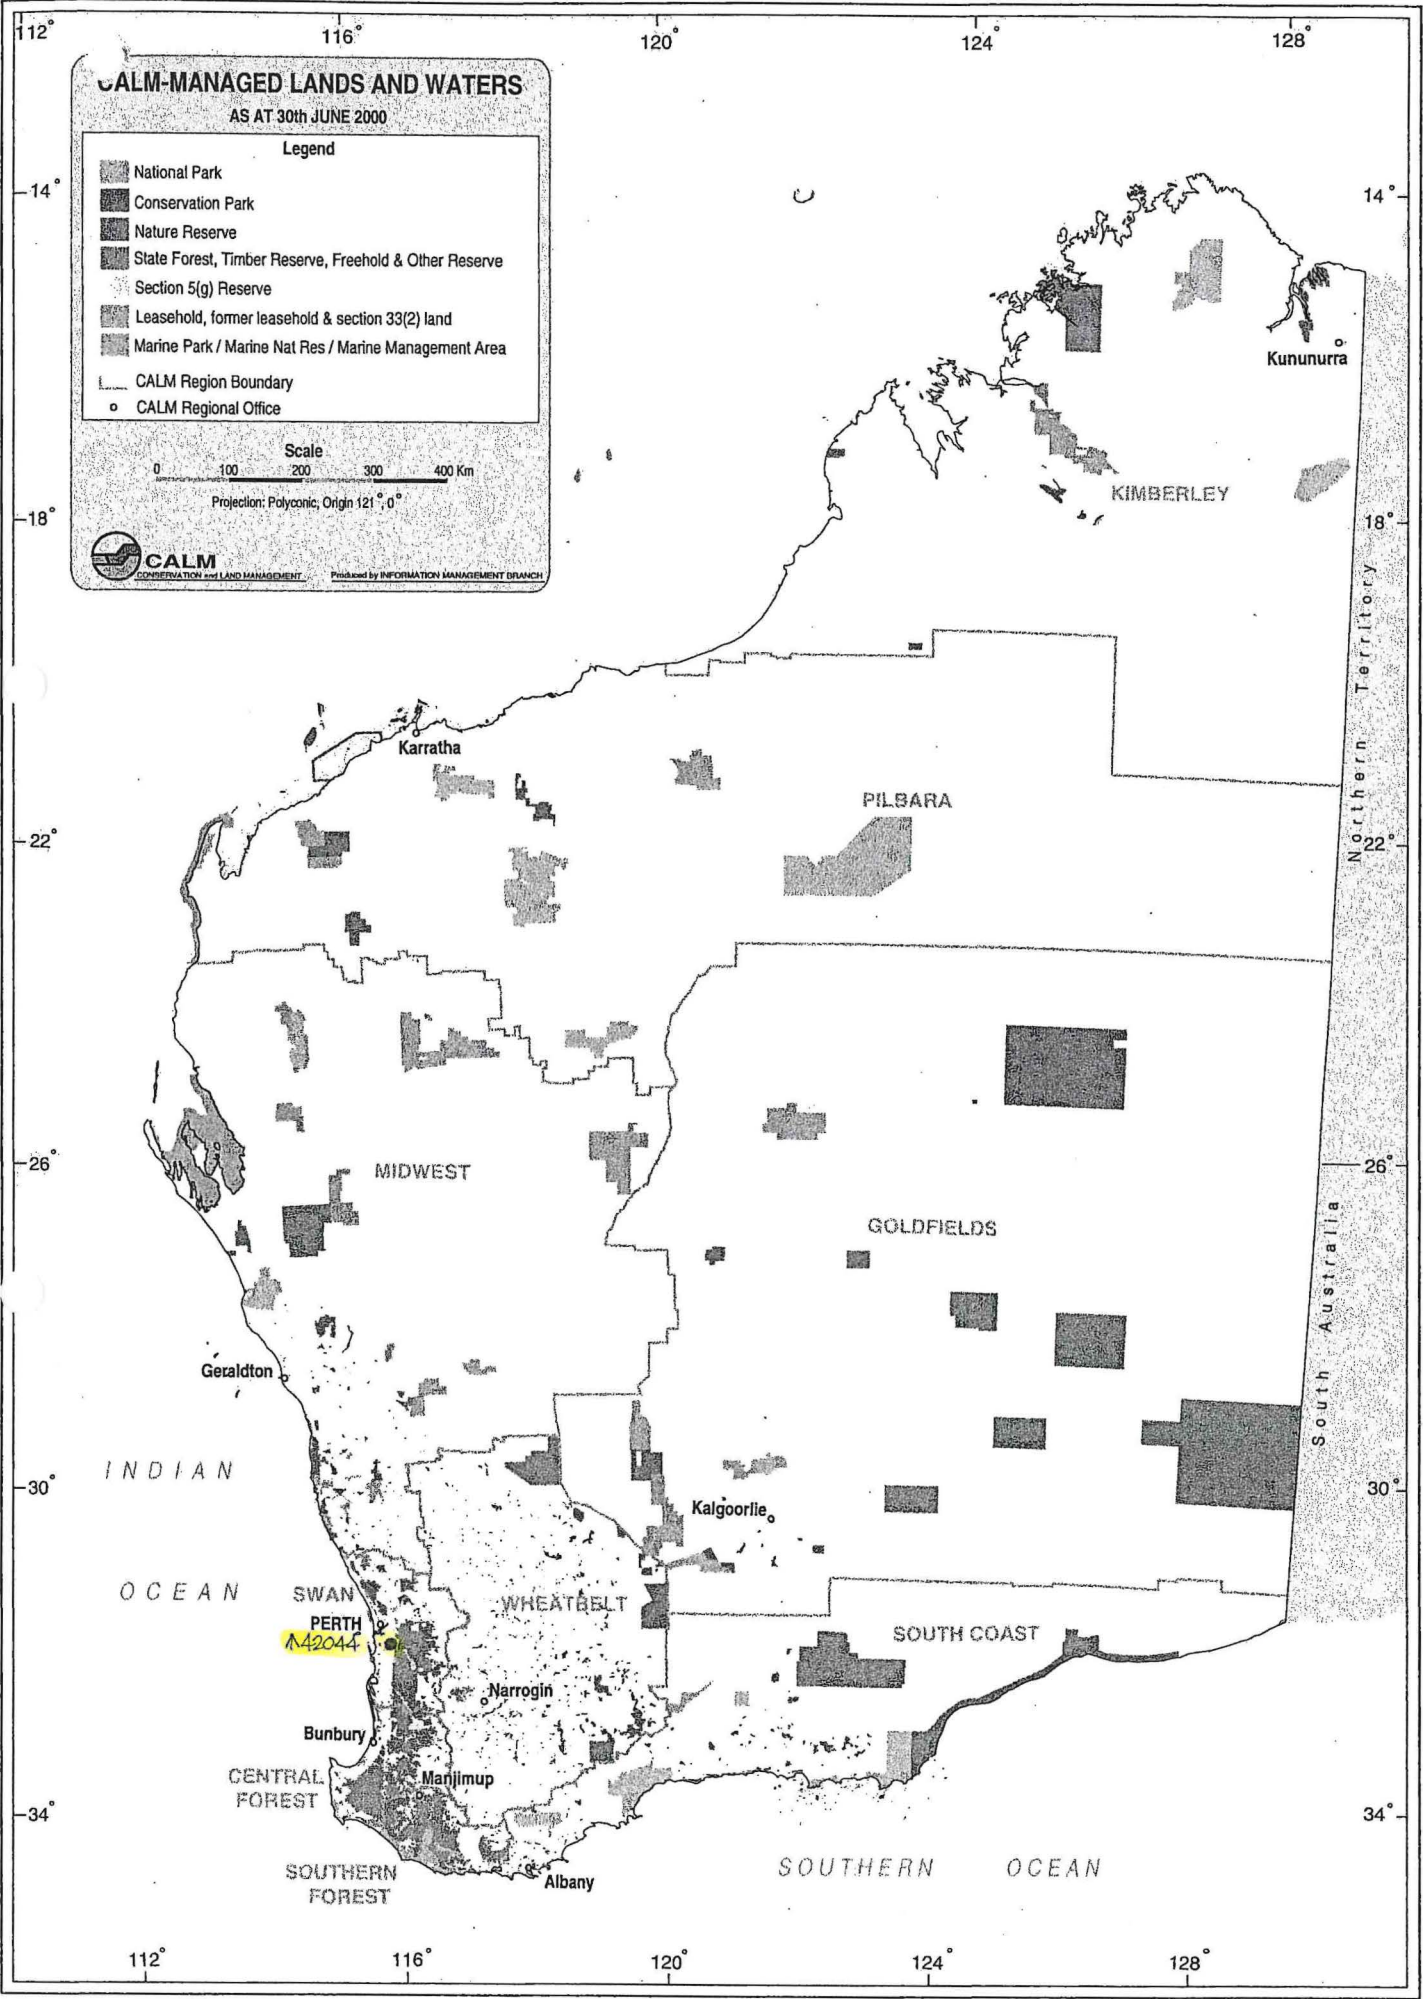 112° 116° 120° 124° 128°
CALM-MANAGED LANDS AND WATERS
AS AT 30th JUNE 2000
Legend
National Park
Conservation Park
Nature Reserve
State Forest, Timber Reserve, Freehold & Other Reserve
Section 5(g) Reserve
Leasehold, former leasehold & section 33(2) land
Marine Park / Marine Nat Res / Marine Management Area
CALM Region Boundary
CALM Regional Office
Scale
0 100 200 300 400 Km
Projection: Polyconic, Origin 121°, 0°
CALM
CONSERVATION and LAND MANAGEMENT
Produced by INFORMATION MANAGEMENT BRANCH
14° 14°
Kununurra
KIMBERLEY
18° 18°
Northern Territory
Karratha
PILBARA
22° 22°
MIDWEST
26° 26°
GOLDFIELDS
South Australia
Geraldton
INDIAN
30° 30°
Kalgoorlie
OCEAN
SWAN
WHEATBELT
PERTH
42044
SOUTH COAST
Narrogin
Bunbury
CENTRAL
FOREST
Manjimup
34° 34°
SOUTHERN
FOREST
Albany
SOUTHERN OCEAN
112° 116° 120° 124° 128°